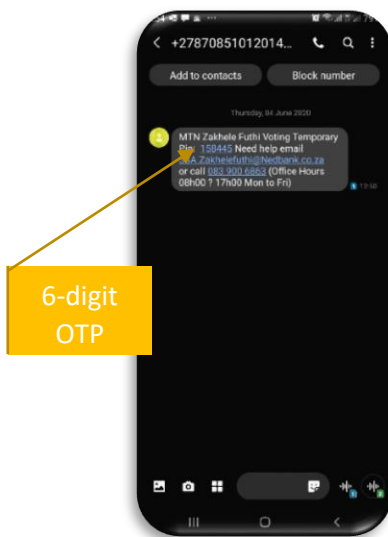 +27870851012014...
Add to contacts
Block number
Thursday, 04 June 2020
MTN Zakhele Futhi Voting Temporary
Pin: 158445 Need help email
Zakhelefuthi@Nedbank.co.za
or call 083 900 6863 (Office Hours
08h00 ? 17h00 Mon to Fri)
6-digit
OTP